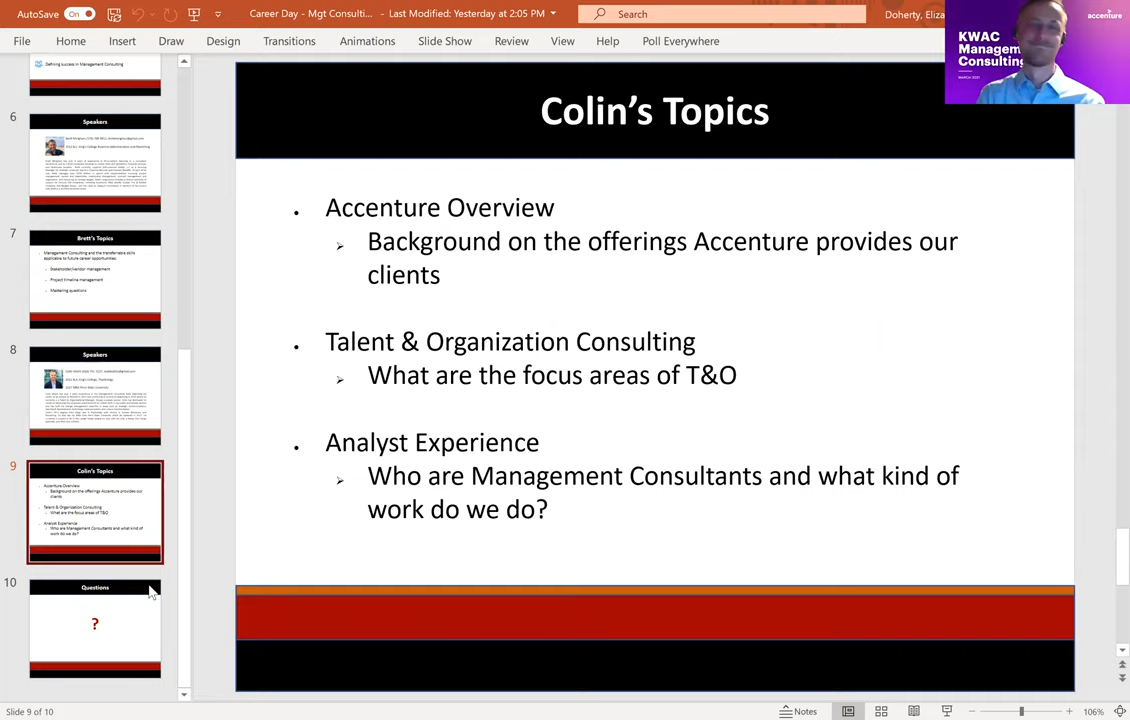 AutoSave
On
Career Day - Mgt Consulti...
- Last Modified: Yesterday at 2:05 PM
Search
Doherty, Eliza
File
Home
Insert
Draw
Design
Transitions
Animations
Slide Show
Review
View
Help
Poll Everywhere
accenture
KWAC
Managem
Consulting
MARCH 2021
Defining success in Management Consulting
6
Speakers
7
Brett's Topics
Management Consulting and the transferrable skills
applicable to future career opportunities:
Stakeholder/vendor management
Project timeline management
Mastering questions
8
Speakers
9
Colin's Topics
Accenture Overview
Background on the offerings Accenture provides our
clients
Talent & Organization Consulting
What are the focus areas of T&O
Analyst Experience
Who are Management Consultants and what kind of
work do we do?
10
Questions
?
Colin's Topics
• Accenture Overview
➢ Background on the offerings Accenture provides our
clients
• Talent & Organization Consulting
➢ What are the focus areas of T&O
• Analyst Experience
➢ Who are Management Consultants and what kind of
work do we do?
Slide 9 of 10
Notes
106%